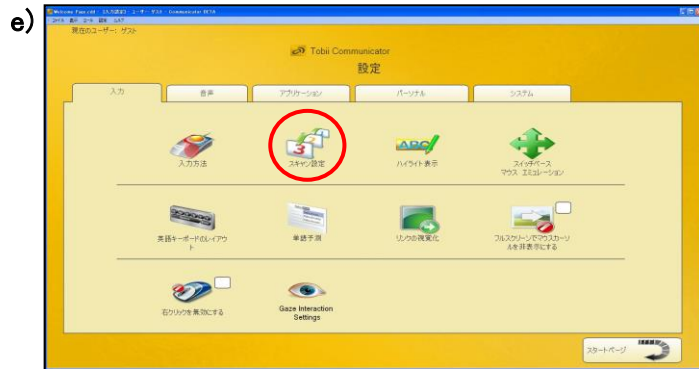 e)
現在のユーザー: ゲスト
Tobii Communicator
設定
入力
音声
アプリケーション
パーソナル
システム
入力方法
スキャン設定
ハイライト表示
スイッチベース
マウス エミュレーション
英語キーボードのレイアウ
ト
単語予測
リンクの視覚化
フルスクリーンでマウスカーソ
ルを非表示にする
右クリックを無効にする
Gaze Interaction
Settings
スタートページ